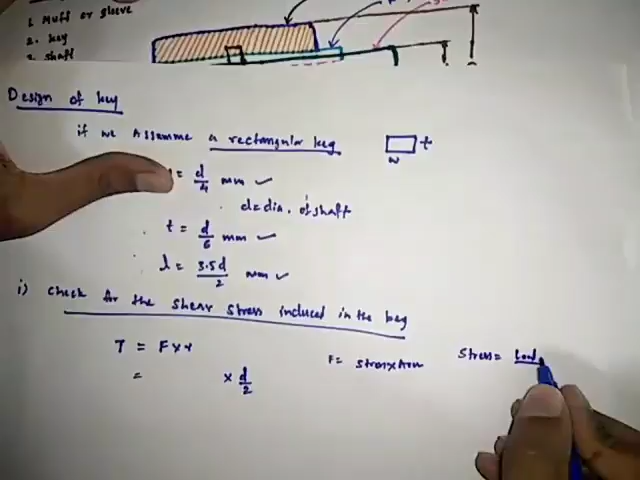 1. Muff or Sleeve
2. key
3. shaft
Design of key
if we Assamme a rectangular key
t
w
= d/4 mm ✓
d = dia. of shaft
t = d/6 mm ✓
l = 3.5d/2 mm ✓
i) Check for the Shear Stress induced in the key
T = F x r
= x d/2
F = Stress x Area
Stress = Load